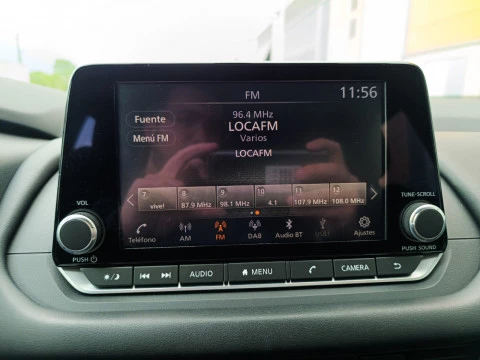 FM
11:56
Fuente
Menú FM
96.4 MHz
LOCAFM
Varios
LOCAFM
7 8 9 10 11 12
vivel 87.9 MHz 98.1 MHz 4.1 107.9 MHz 108.0 MHz
Teléfono AM FM DAB Audio BT USB Ajustes
VOL
PUSH
TUNE·SCROLL
PUSH SOUND
AUDIO MENU CAMERA